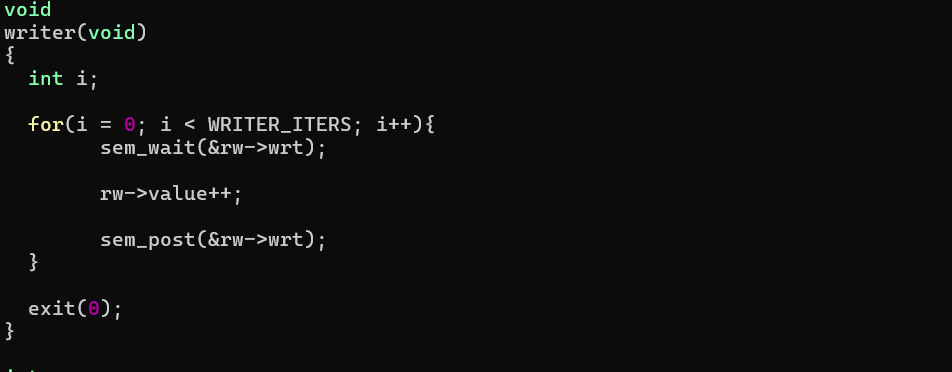 void
writer(void)
{
  int i;

  for(i = 0; i < WRITER_ITERS; i++){
        sem_wait(&rw->wrt);

        rw->value++;

        sem_post(&rw->wrt);
  }

  exit(0);
}